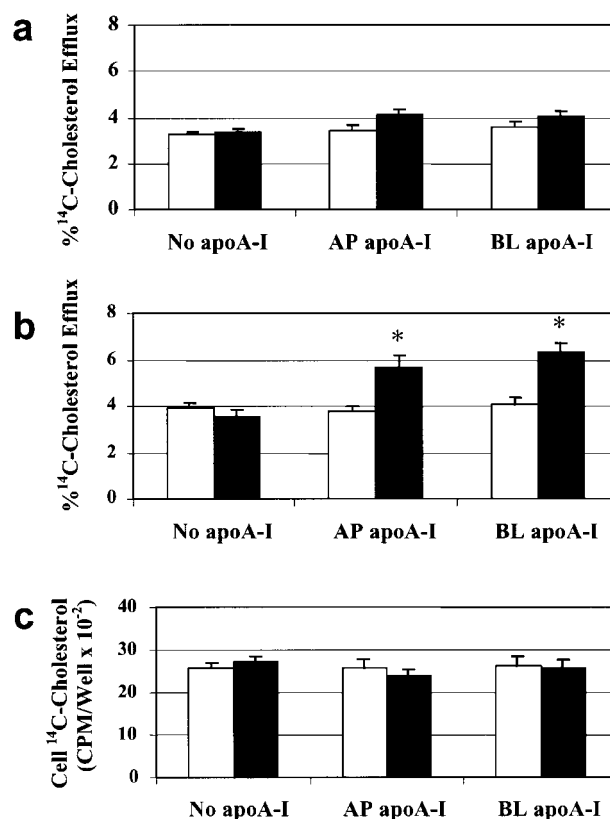 a
%¹⁴C-Cholesterol Efflux
8
6
4
2
0
No apoA-I AP apoA-I BL apoA-I
b
%¹⁴C-Cholesterol Efflux
8
6
4
2
0
* *
No apoA-I AP apoA-I BL apoA-I
c
Cell ¹⁴C-Cholesterol
(CPM/Well x 10⁻²)
40
30
20
10
0
No apoA-I AP apoA-I BL apoA-I